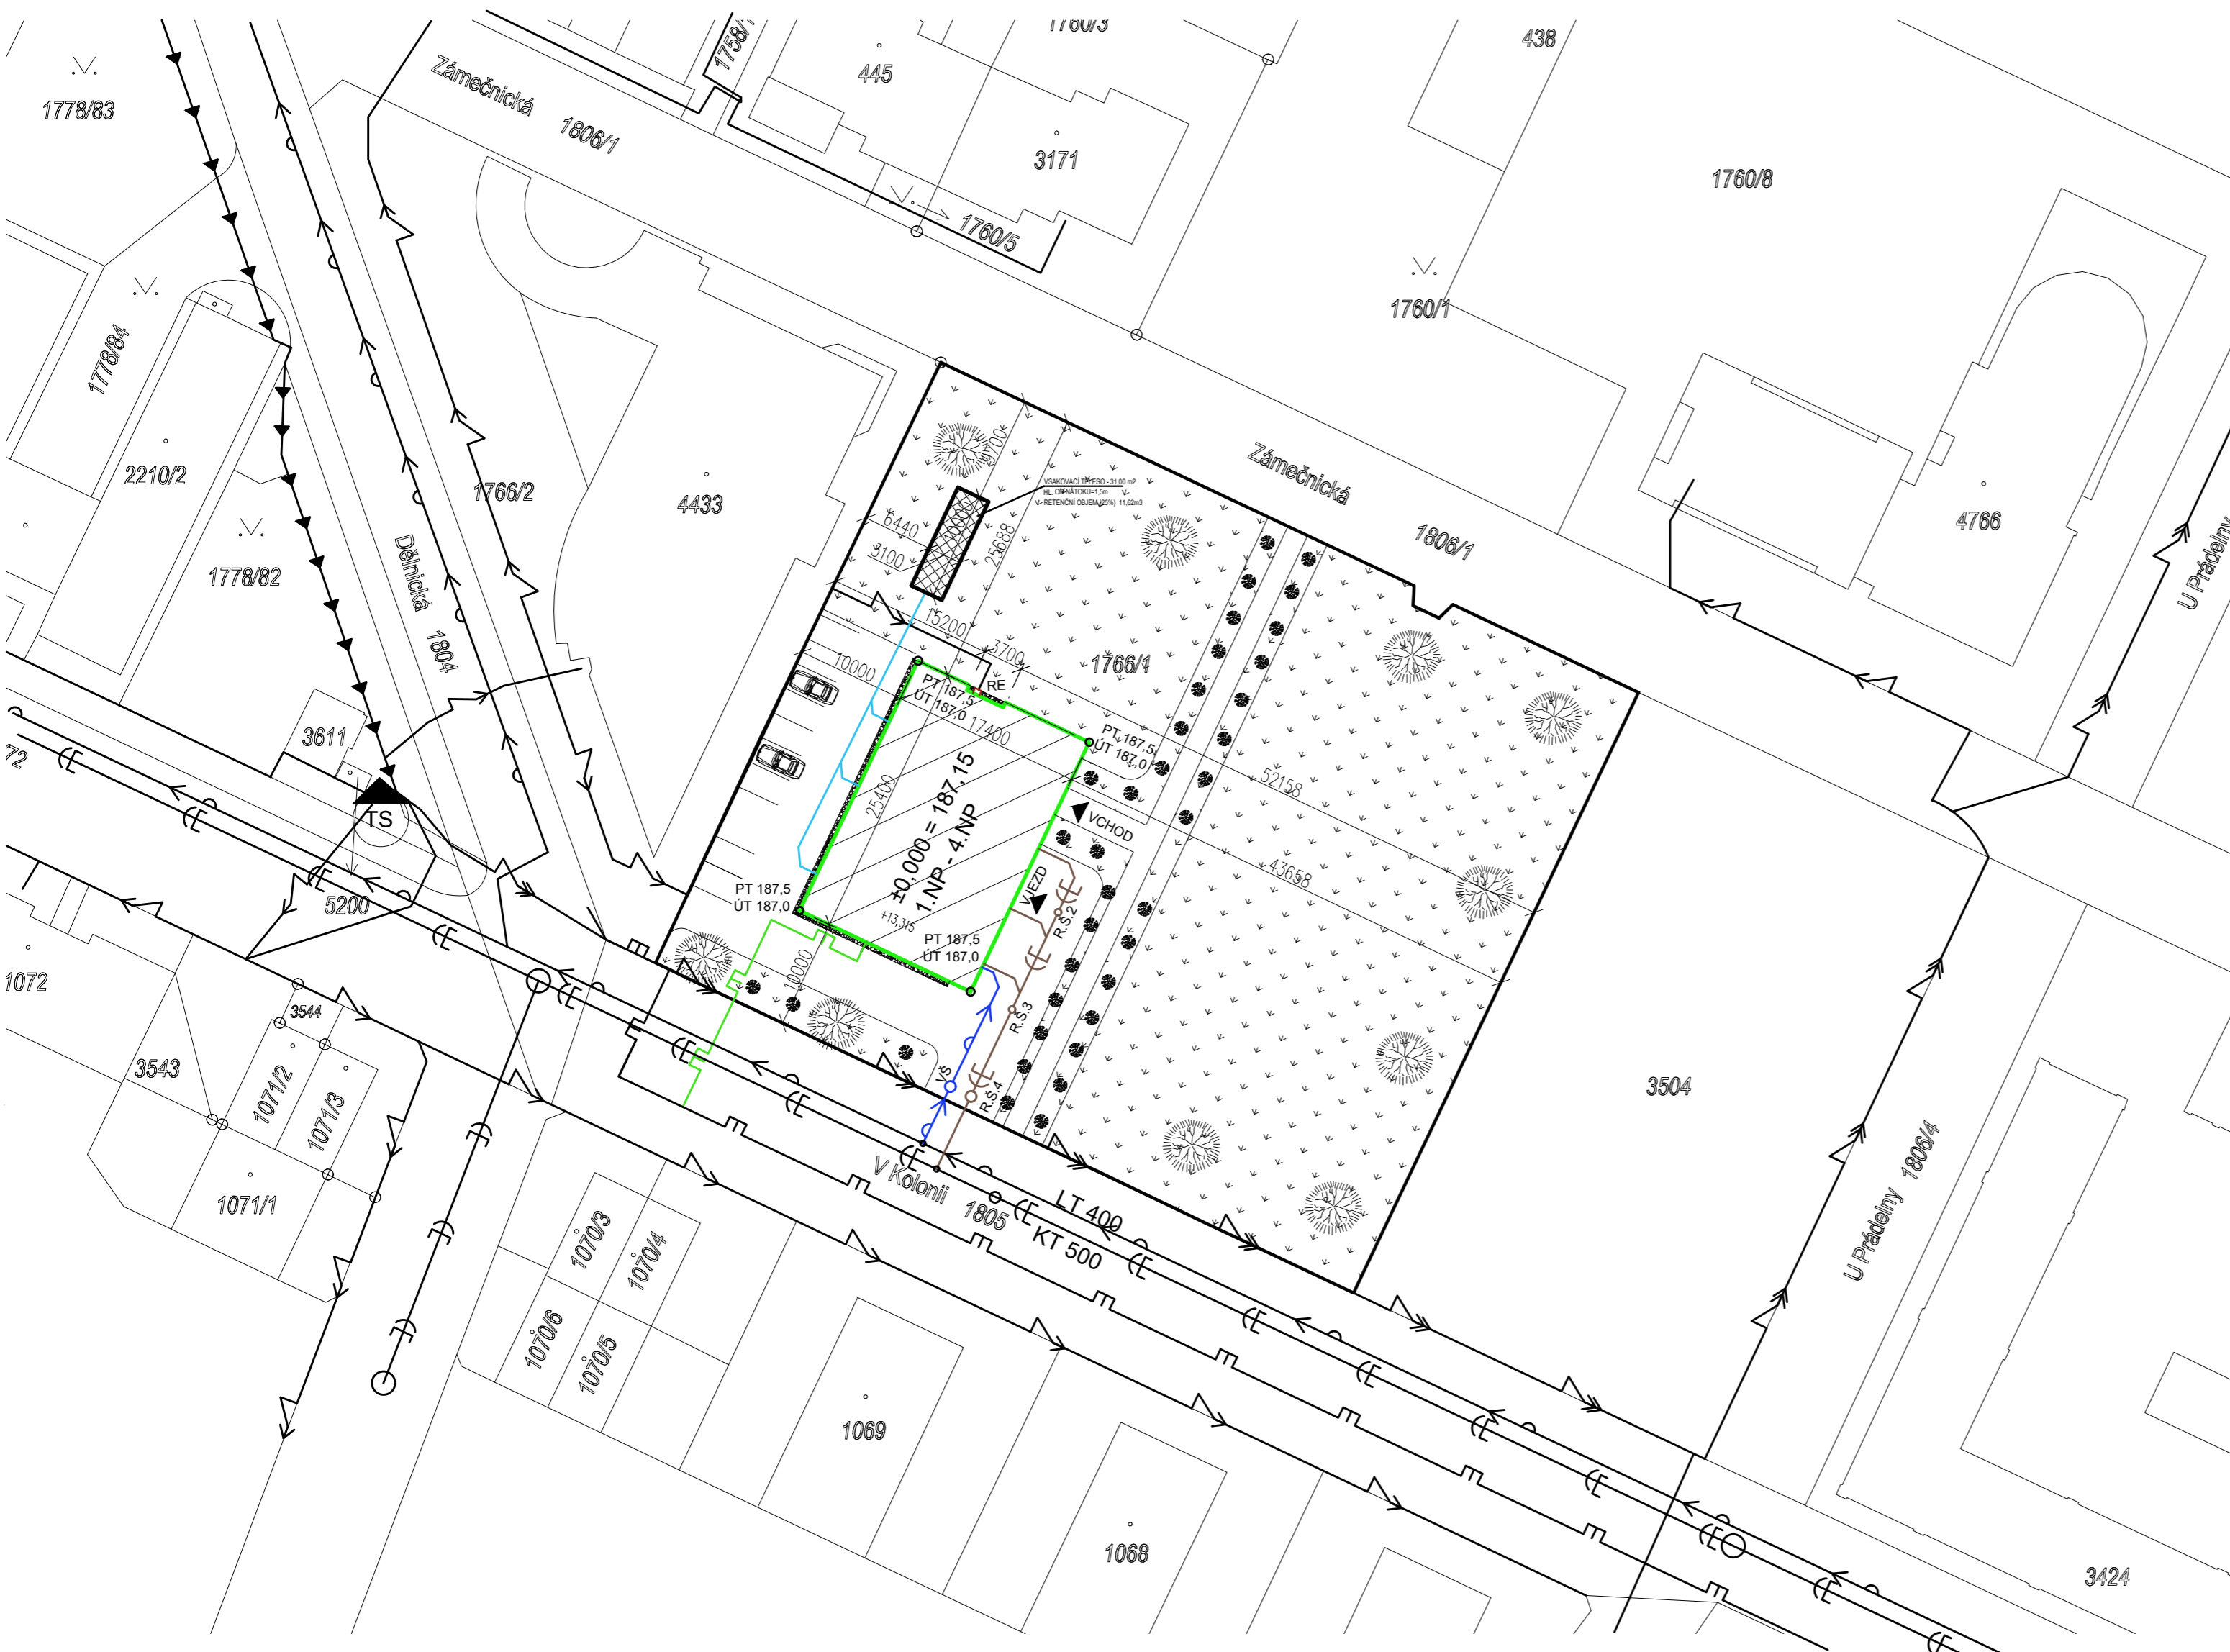 1760/3
438
1758/1
445
Zámečnická
1806/1
1778/83
3171
1760/8
1760/5
1760/1
1778/84
2210/2
1766/2
4433
9700
VSAKOVACÍ TĚLESO - 31,00 m2
HL. OD NÁTOKU=1,5m
RETENČNÍ OBJEM (25%) 11,62m3
Zámečnická
1806/1
4766
U Prádelny
6440
3100
10000
25688
1778/82
Dělnická
1804
15200
3700
1766/1
10000
RE
PT 187,5
ÚT 187,0
17400
PT 187,5
ÚT 187,0
3611
72
52158
25400
±0,000 = 187,15
1.NP - 4.NP
+13,315
VCHOD
TS
43658
VJEZD
5200
PT 187,5
ÚT 187,0
R.Š.2
PT 187,5
ÚT 187,0
10000
1072
3544
R.Š.3
3543
1071/2
1071/3
VŠ
R.Š.4
3504
1071/1
V Kolonii
1805
LT 400
KT 500
U Prádelny
1806/4
1070/3
1070/4
1070/6
1070/5
1069
1068
3424